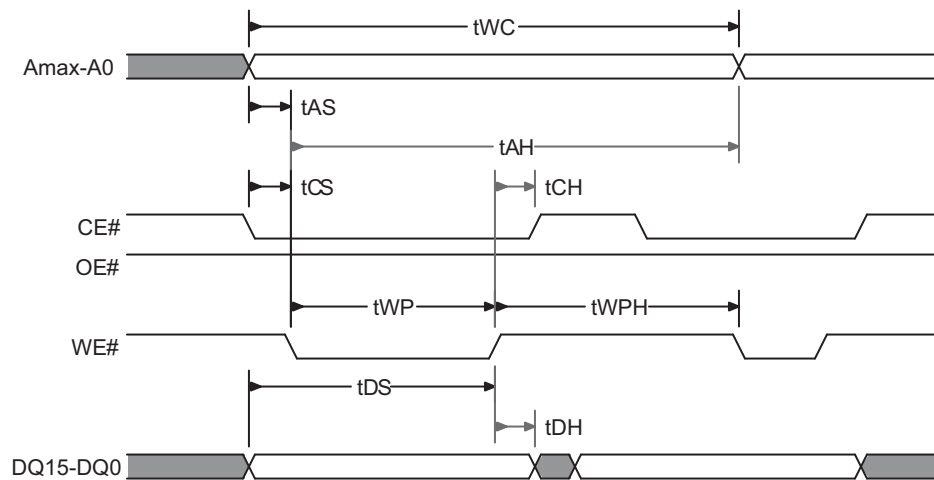 tWC
Amax-A0
tAS
tAH
tCS
tCH
CE#
OE#
tWP
tWPH
WE#
tDS
tDH
DQ15-DQ0